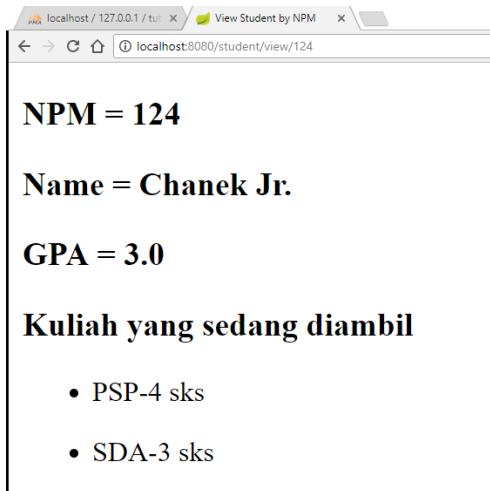 localhost / 127.0.0.1 / tut
View Student by NPM
localhost:8080/student/view/124
NPM = 124
Name = Chanek Jr.
GPA = 3.0
Kuliah yang sedang diambil
PSP-4 sks
SDA-3 sks